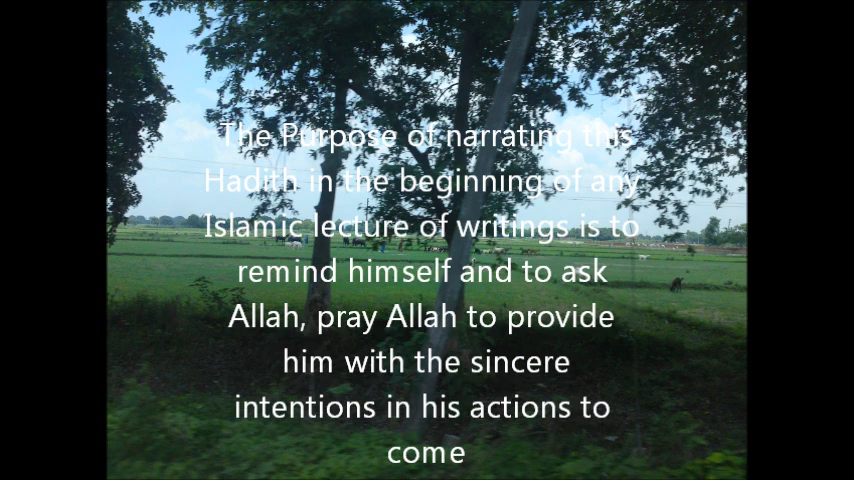 The Purpose of narrating this
Hadith in the beginning of any
Islamic lecture of writings is to
remind himself and to ask
Allah, pray Allah to provide
him with the sincere
intentions in his actions to
come